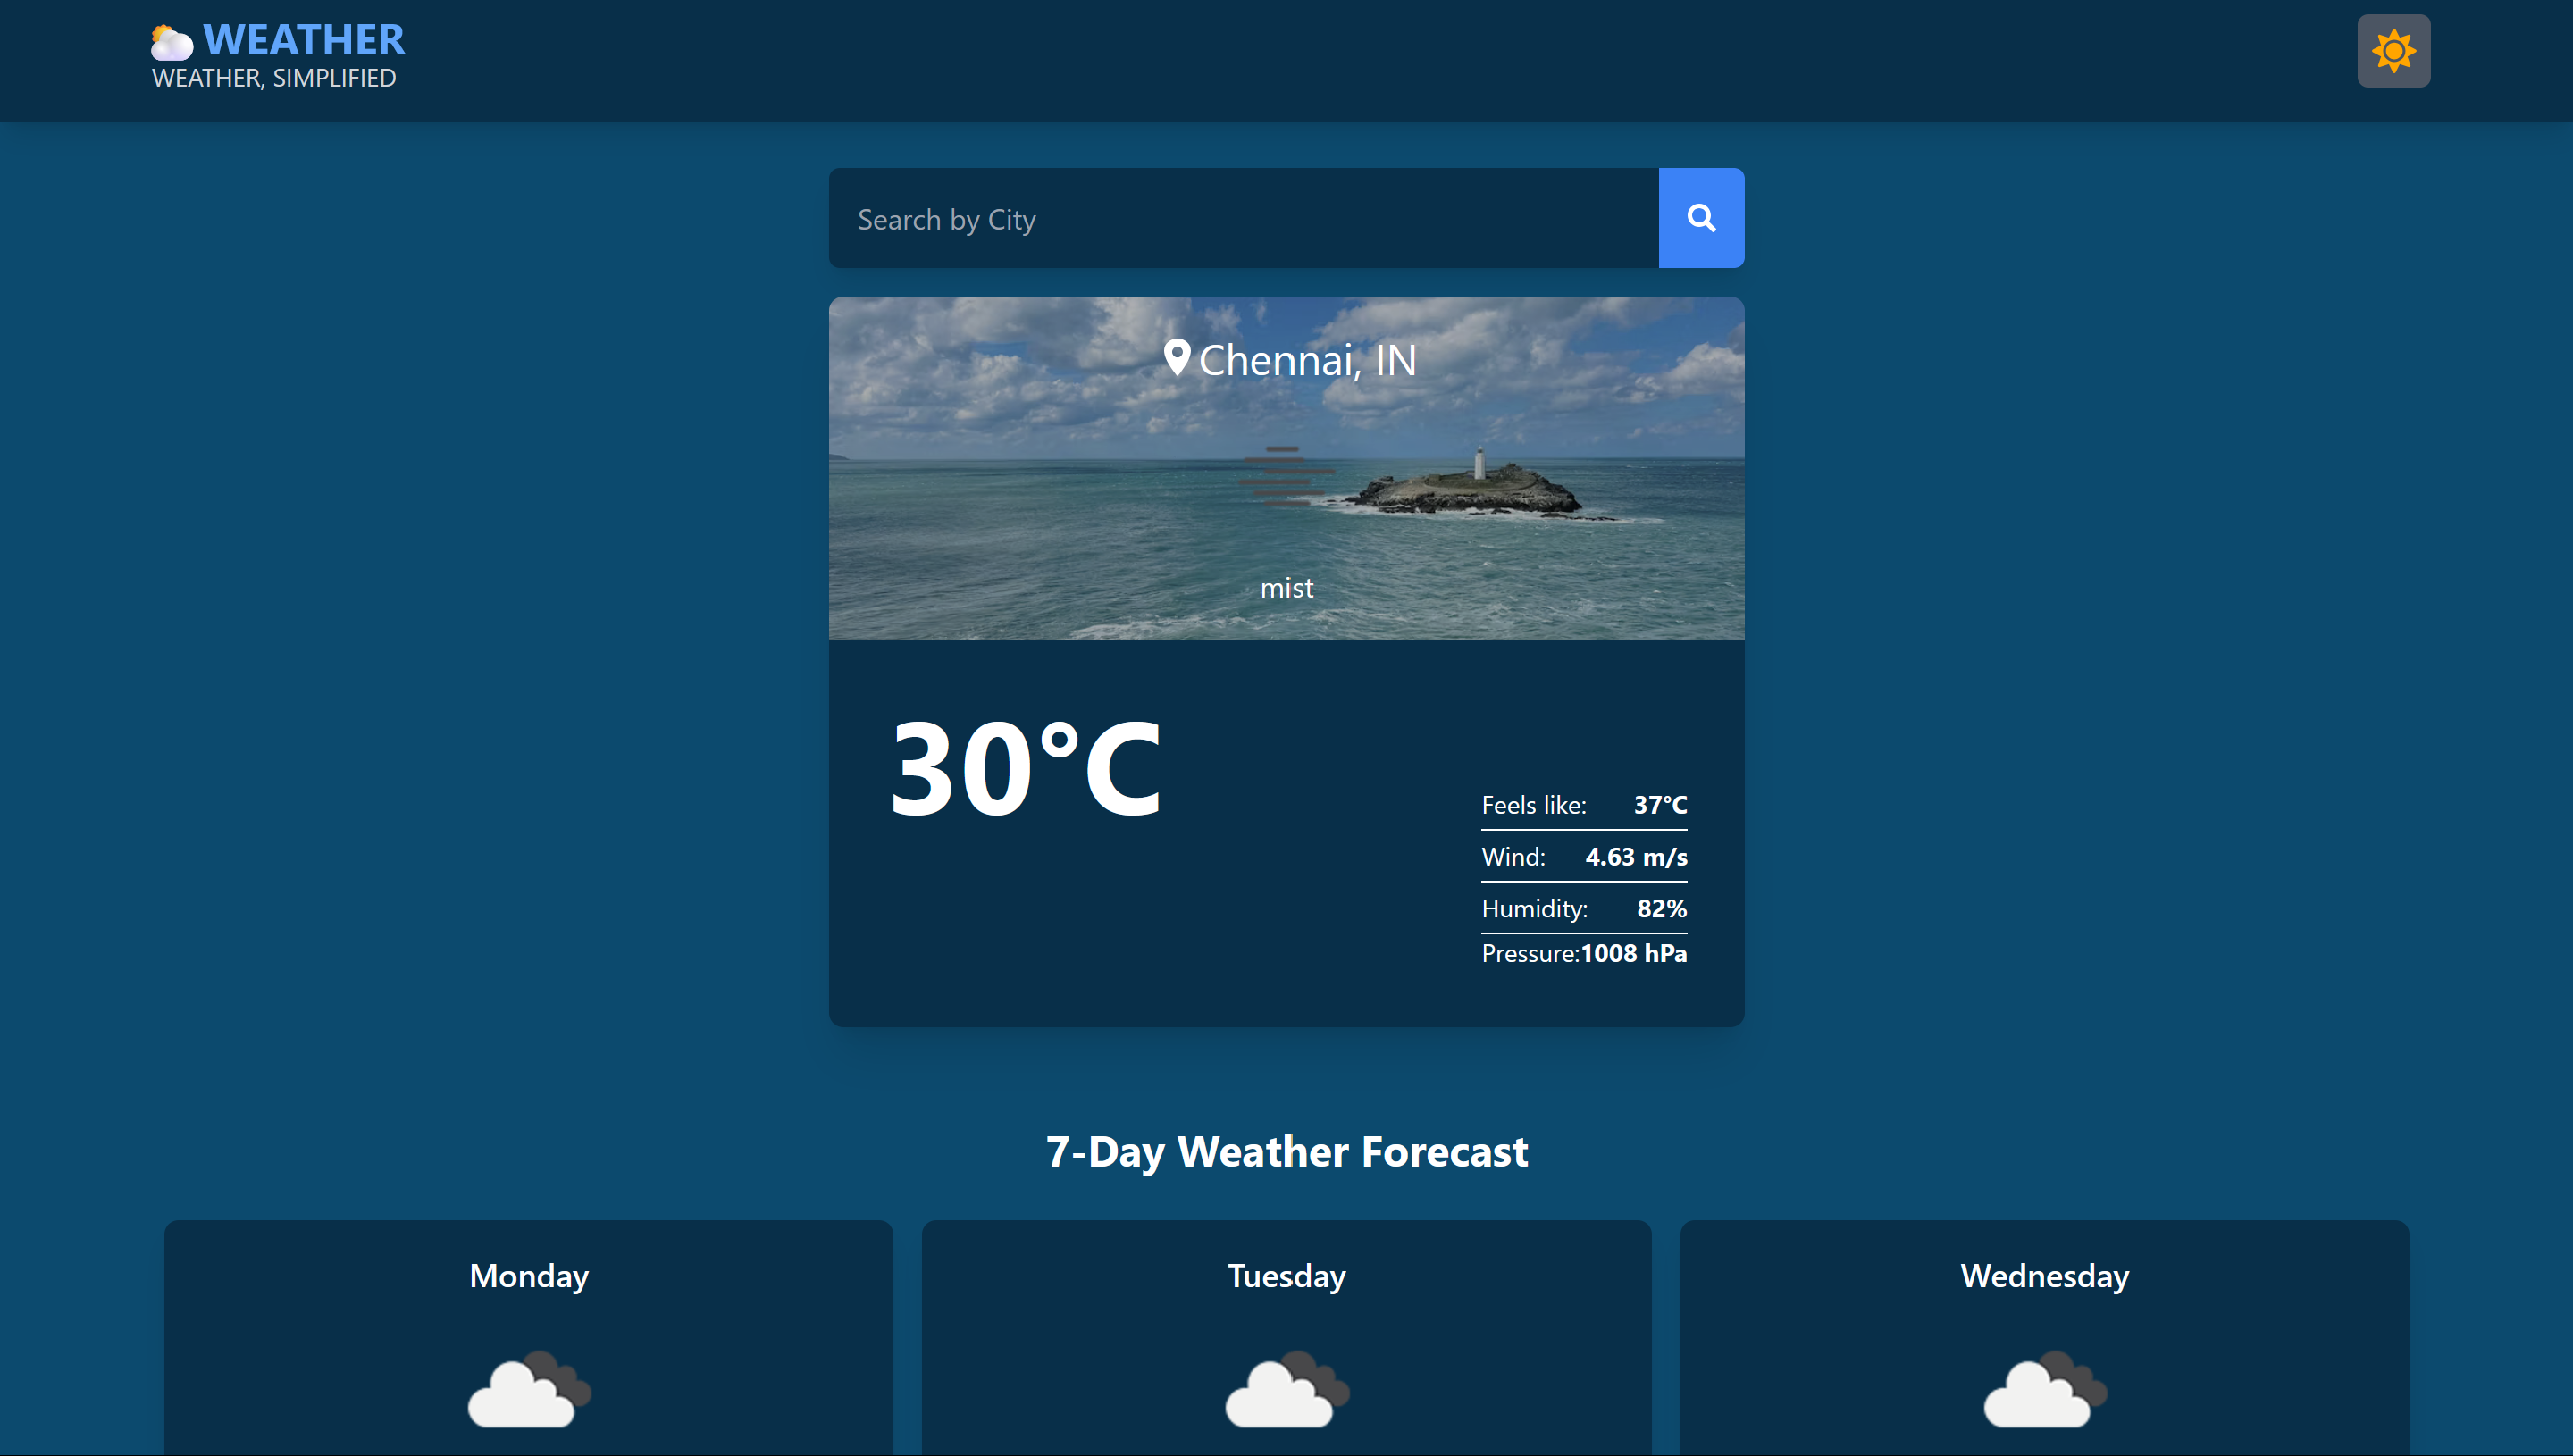 WEATHER
WEATHER, SIMPLIFIED
Search by City
Chennai, IN
mist
30°C
Feels like: 37°C
Wind: 4.63 m/s
Humidity: 82%
Pressure:1008 hPa
7-Day Weather Forecast
Monday
Tuesday
Wednesday